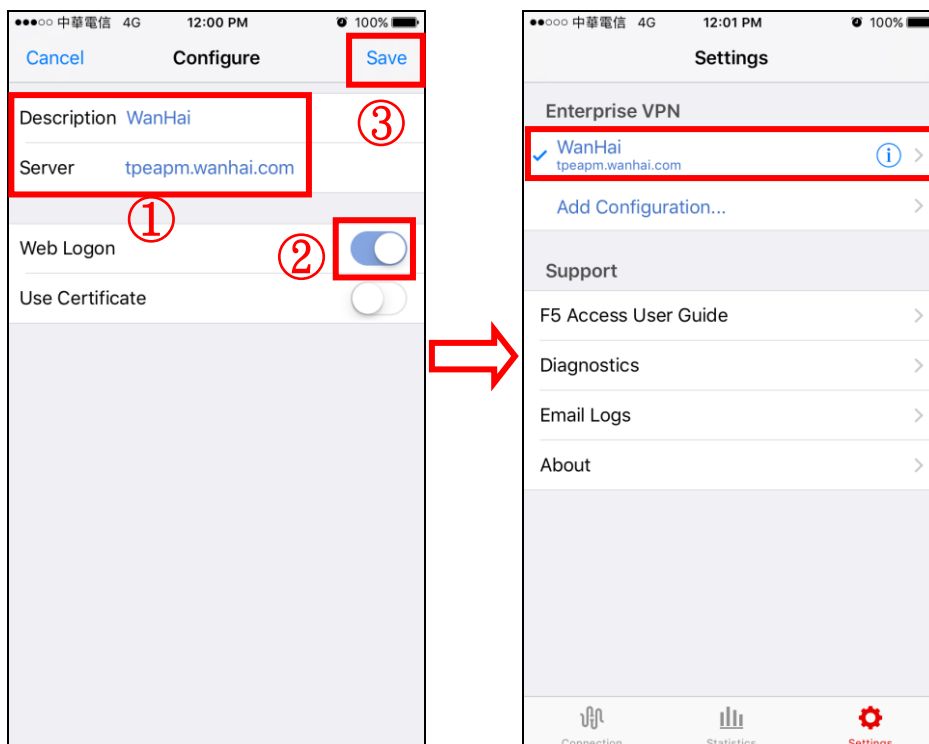 中華電信 4G 12:00 PM 100%
Cancel Configure Save
③
Description WanHai
Server tpeapm.wanhai.com
①
Web Logon
②
Use Certificate
中華電信 4G 12:01 PM 100%
Settings
Enterprise VPN
WanHai
tpeapm.wanhai.com
Add Configuration...
Support
F5 Access User Guide
Diagnostics
Email Logs
About
Connection Statistics Settings